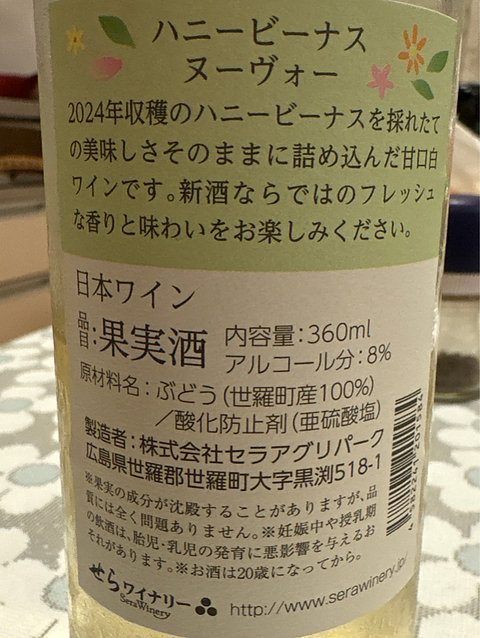 ハニービーナス
ヌーヴォー
2024年収穫のハニービーナスを採れたて
の美味しさそのままに詰め込んだ甘口白
ワインです。新酒ならではのフレッシュ
な香りと味わいをお楽しみください。
日本ワイン
品目:果実酒
内容量:360ml
アルコール分:8%
原材料名:ぶどう(世羅町産100%)
/酸化防止剤(亜硫酸塩)
製造者:株式会社セラアグリパーク
広島県世羅郡世羅町大字黒渕518-1
※果実の成分が沈殿することがありますが、品
質には全く問題ありません。※妊娠中や授乳期
の飲酒は、胎児・乳児の発育に悪影響を与えるお
それがあります。※お酒は20歳になってから。
せらワイナリー
SeraWinery
http://www.serawinery.jp/